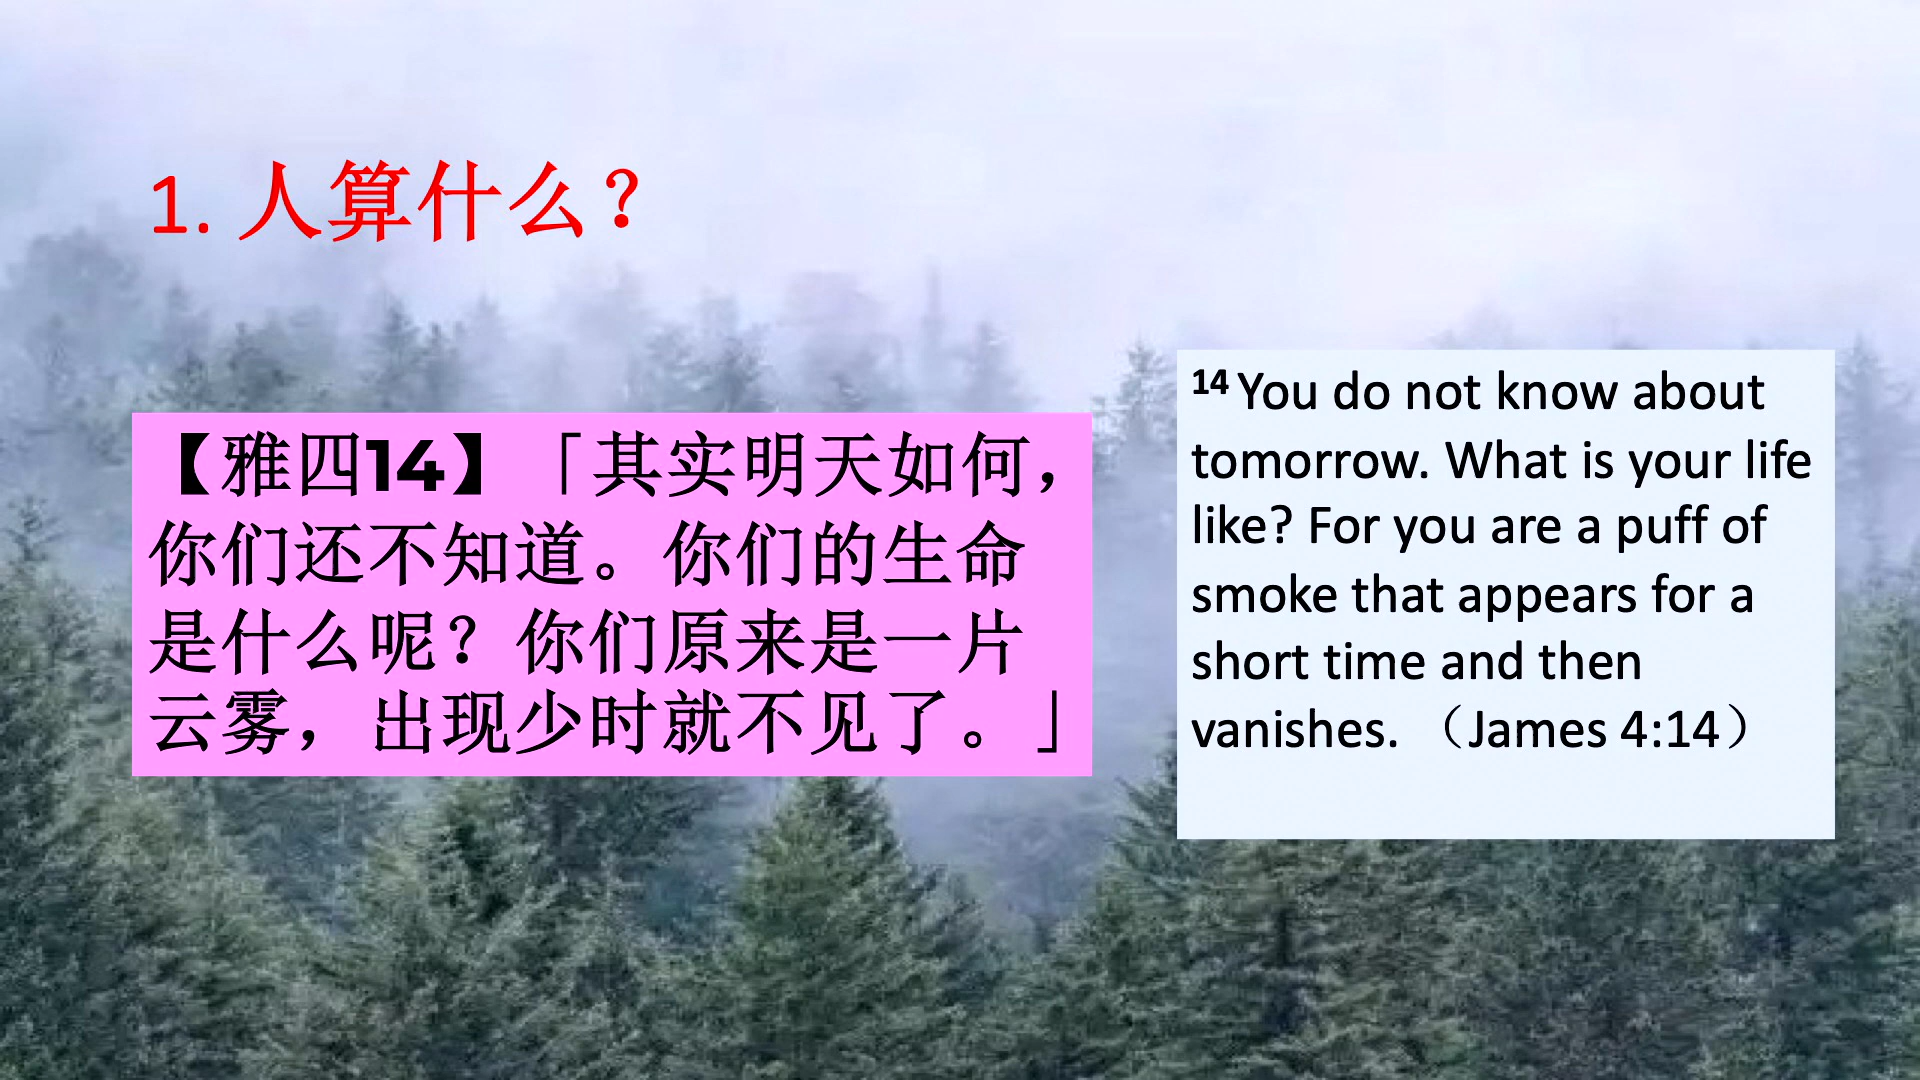 1. 人算什么？
【雅四14】「其实明天如何，
你们还不知道。你们的生命
是什么呢？你们原来是一片
云雾，出现少时就不见了。」
14 You do not know about
tomorrow. What is your life
like? For you are a puff of
smoke that appears for a
short time and then
vanishes. （James 4:14）